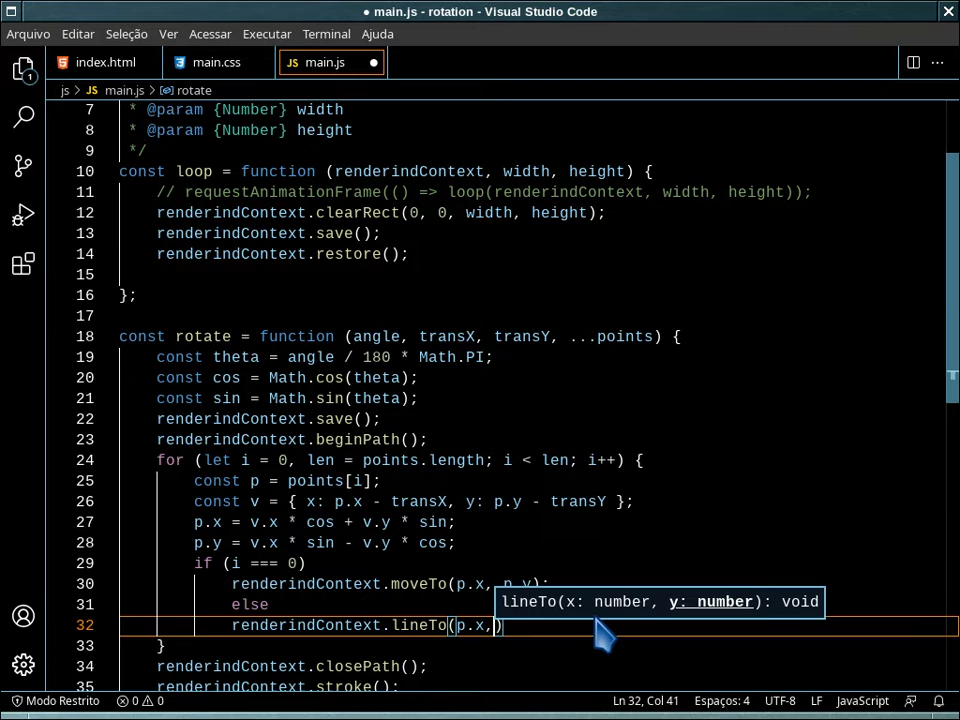 ● main.js - rotation - Visual Studio Code
Arquivo Editar Seleção Ver Acessar Executar Terminal Ajuda
index.html main.css JS main.js ●
js > JS main.js > rotate
1
7 * @param {Number} width
8 * @param {Number} height
9 */
10 const loop = function (renderindContext, width, height) {
11 // requestAnimationFrame(() => loop(renderindContext, width, height));
12 renderindContext.clearRect(0, 0, width, height);
13 renderindContext.save();
14 renderindContext.restore();
15
16 };
17
18 const rotate = function (angle, transX, transY, ...points) {
19 const theta = angle / 180 * Math.PI;
20 const cos = Math.cos(theta);
21 const sin = Math.sin(theta);
22 renderindContext.save();
23 renderindContext.beginPath();
24 for (let i = 0, len = points.length; i < len; i++) {
25 const p = points[i];
26 const v = { x: p.x - transX, y: p.y - transY };
27 p.x = v.x * cos + v.y * sin;
28 p.y = v.x * sin - v.y * cos;
29 if (i === 0)
30 renderindContext.moveTo(p.x, p.y);
lineTo(x: number, y: number): void
31 else
32 renderindContext.lineTo(p.x,)
33 }
34 renderindContext.closePath();
35 renderindContext.stroke();
Modo Restrito 0 0 Ln 32, Col 41 Espaços: 4 UTF-8 LF JavaScript